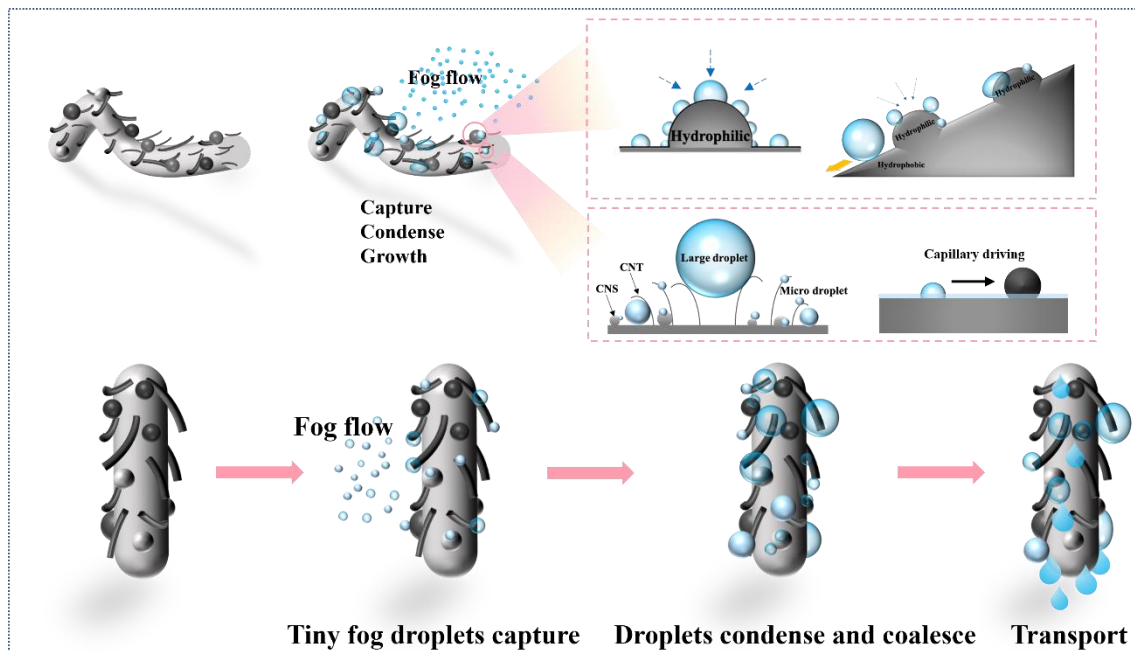 Fog flow
Capture
Condense
Growth
Hydrophilic
Hydrophilic
Hydrophilic
Hydrophobic
Large droplet
CNT
CNS
Micro droplet
Capillary driving
Fog flow
Tiny fog droplets capture
Droplets condense and coalesce
Transport